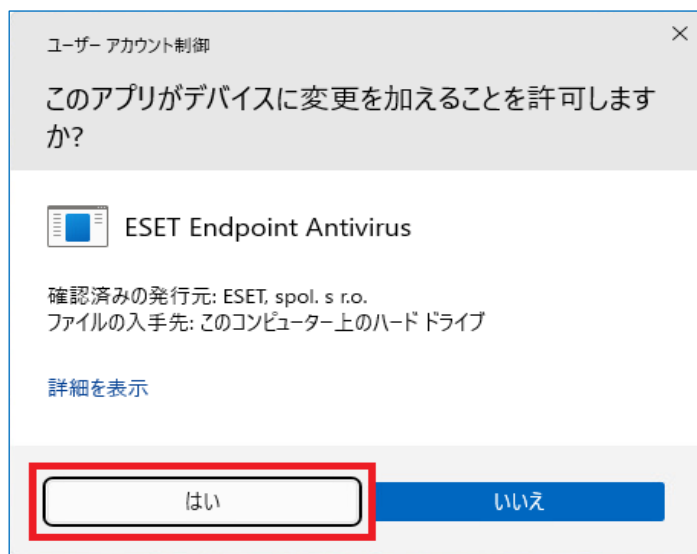 ユーザー アカウント制御
このアプリがデバイスに変更を加えることを許可します
か?
ESET Endpoint Antivirus
確認済みの発行元: ESET, spol. s r.o.
ファイルの入手先: このコンピューター上のハード ドライブ
詳細を表示
はい
いいえ